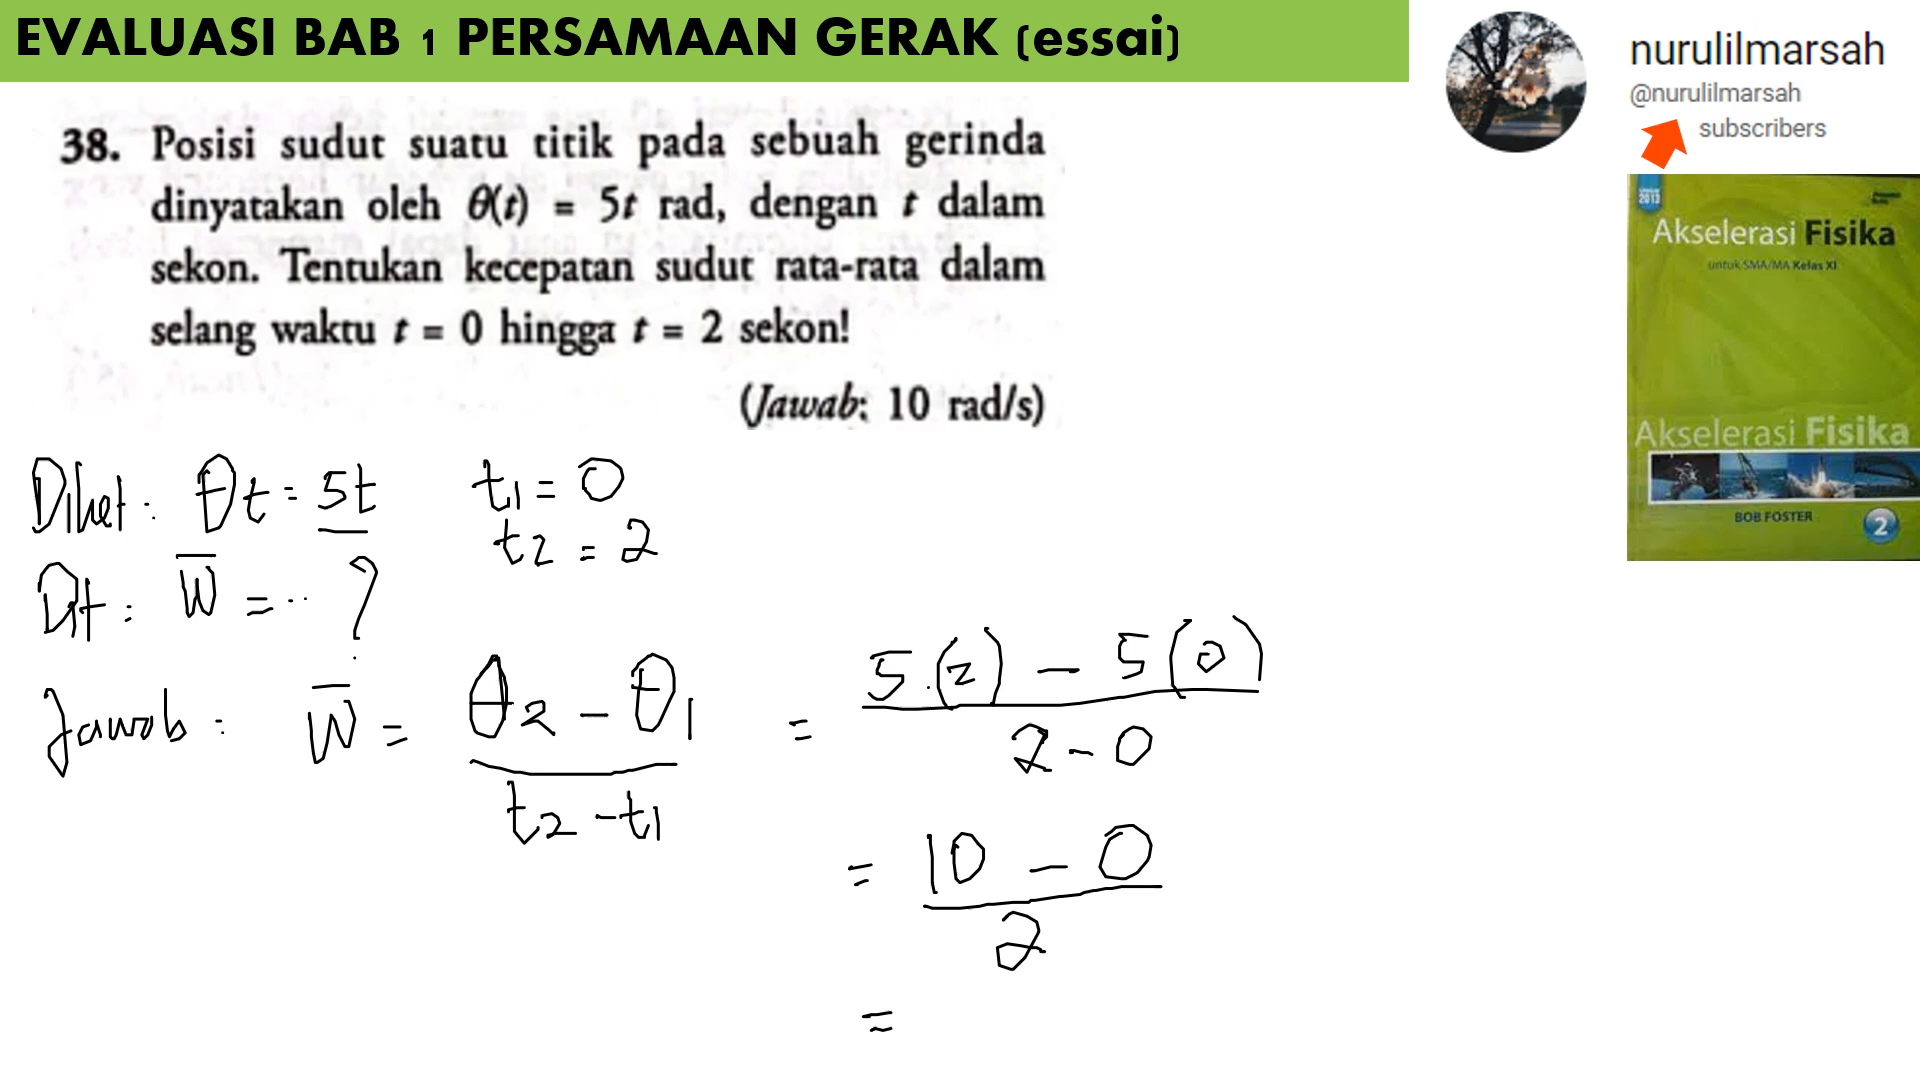 EVALUASI BAB 1 PERSAMAAN GERAK (essai)
nurulilmarsah
@nurulilmarsah
subscribers
38. Posisi sudut suatu titik pada sebuah gerinda
dinyatakan oleh θ(t) = 5t rad, dengan t dalam
sekon. Tentukan kecepatan sudut rata-rata dalam
selang waktu t = 0 hingga t = 2 sekon!
(Jawab: 10 rad/s)
2013
Akselerasi Fisika
untuk SMA/MA Kelas XI
Akselerasi Fisika
BOB FOSTER 2
Diket : θt = 5t t1 = 0
t2 = 2
Dit : W̅ = ... ?
Jawab : W̅ = θ2 - θ1 / t2 - t1 = 5.(2) - 5(0) / 2 - 0
= 10 - 0 / 2
=